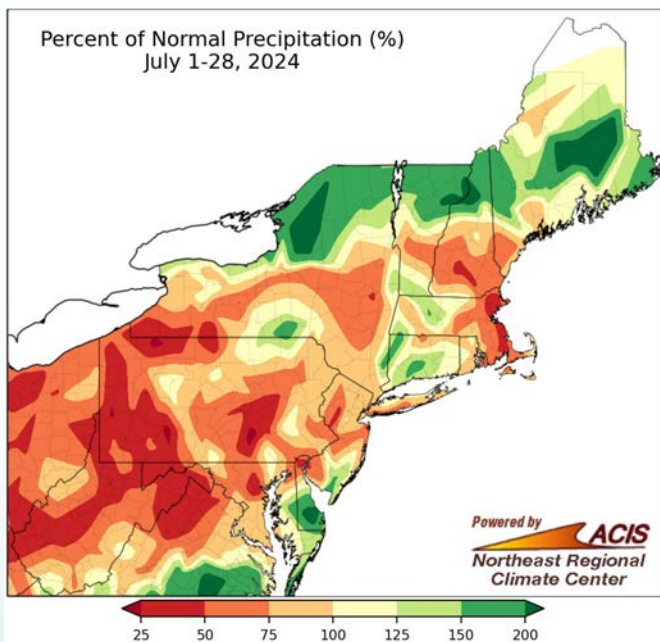 Percent of Normal Precipitation (%)
July 1-28, 2024
Powered by
ACIS
Northeast Regional
Climate Center
25 50 75 100 125 150 200